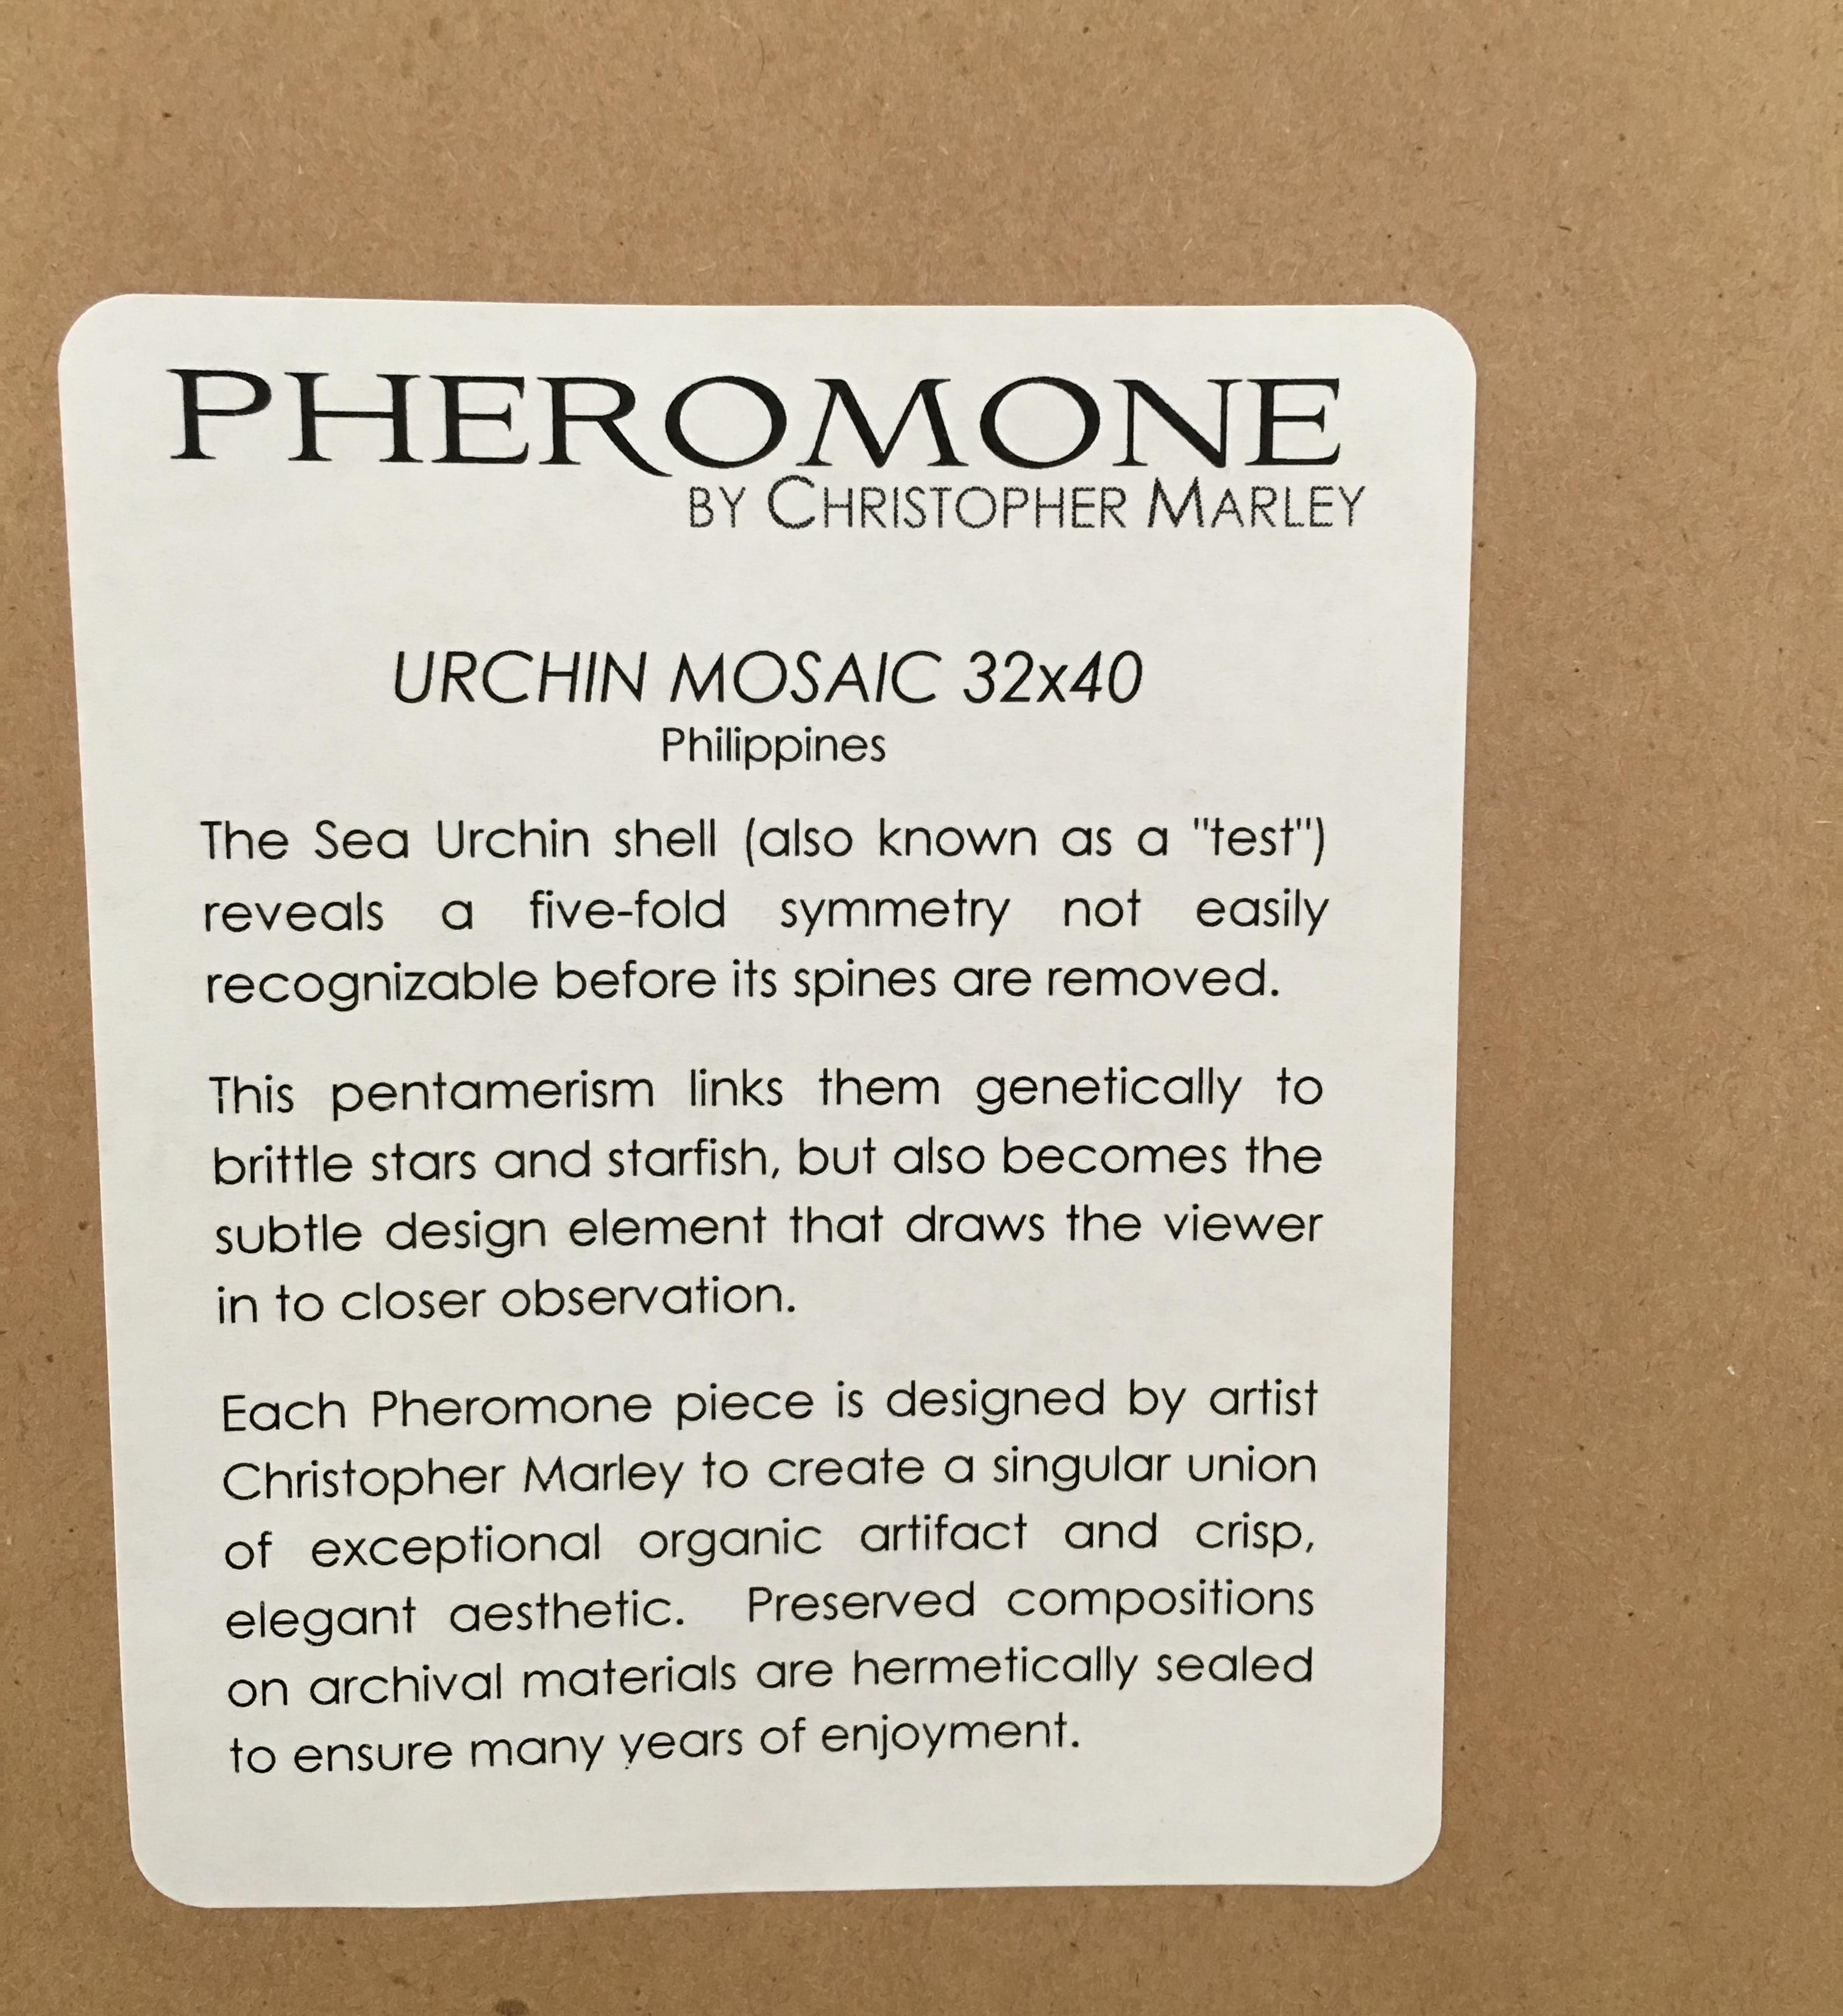 PHEROMONE
BY CHRISTOPHER MARLEY
URCHIN MOSAIC 32x40
Philippines
The Sea Urchin shell (also known as a "test")
reveals a five-fold symmetry not easily
recognizable before its spines are removed.
This pentamerism links them genetically to
brittle stars and starfish, but also becomes the
subtle design element that draws the viewer
in to closer observation.
Each Pheromone piece is designed by artist
Christopher Marley to create a singular union
of exceptional organic artifact and crisp,
elegant aesthetic. Preserved compositions
on archival materials are hermetically sealed
to ensure many years of enjoyment.